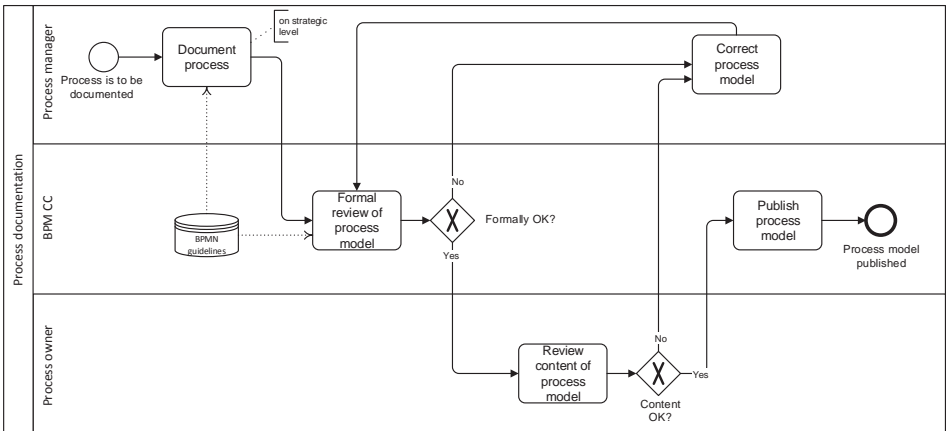 Process documentation
Process manager
Process is to be
documented
Document
process
on strategic
level
Correct
process
model
BPM CC
BPMN
guidelines
Formal
review of
process
model
No
Formally OK?
Yes
Publish
process
model
Process model
published
Process owner
Review
content of
process
model
No
Yes
Content
OK?